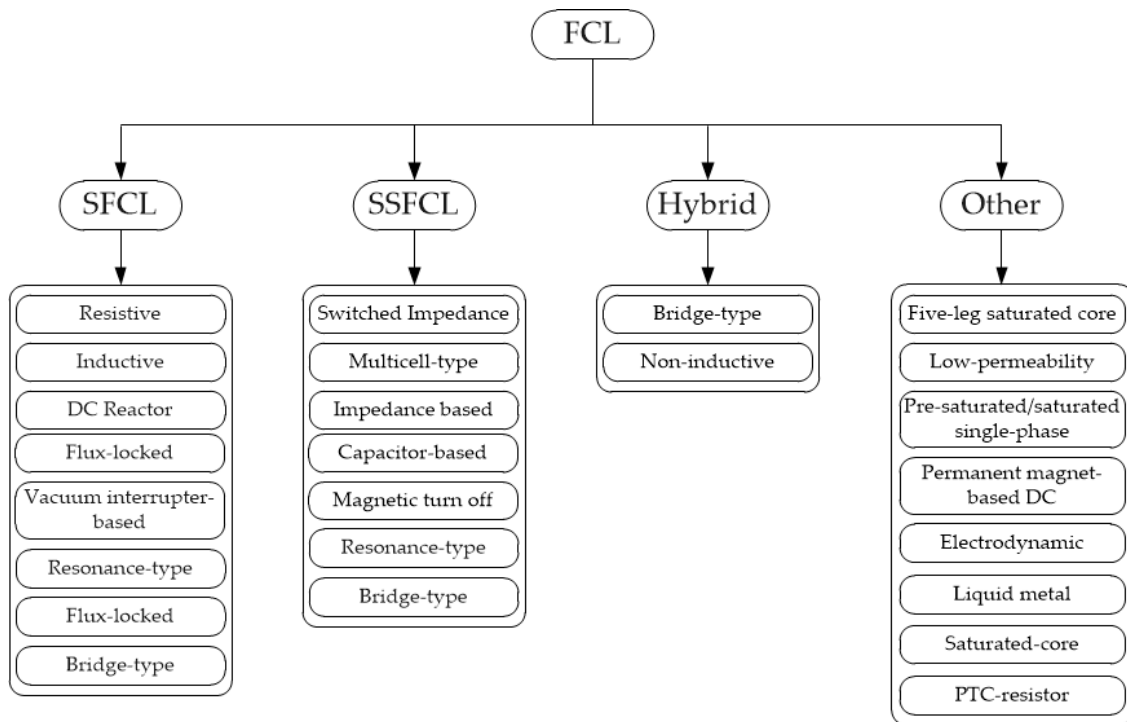 FCL
SFCL
SSFCL
Hybrid
Other
Resistive
Inductive
DC Reactor
Flux-locked
Vacuum interrupter-
based
Resonance-type
Flux-locked
Bridge-type
Switched Impedance
Multicell-type
Impedance based
Capacitor-based
Magnetic turn off
Resonance-type
Bridge-type
Bridge-type
Non-inductive
Five-leg saturated core
Low-permeability
Pre-saturated/saturated
single-phase
Permanent magnet-
based DC
Electrodynamic
Liquid metal
Saturated-core
PTC-resistor